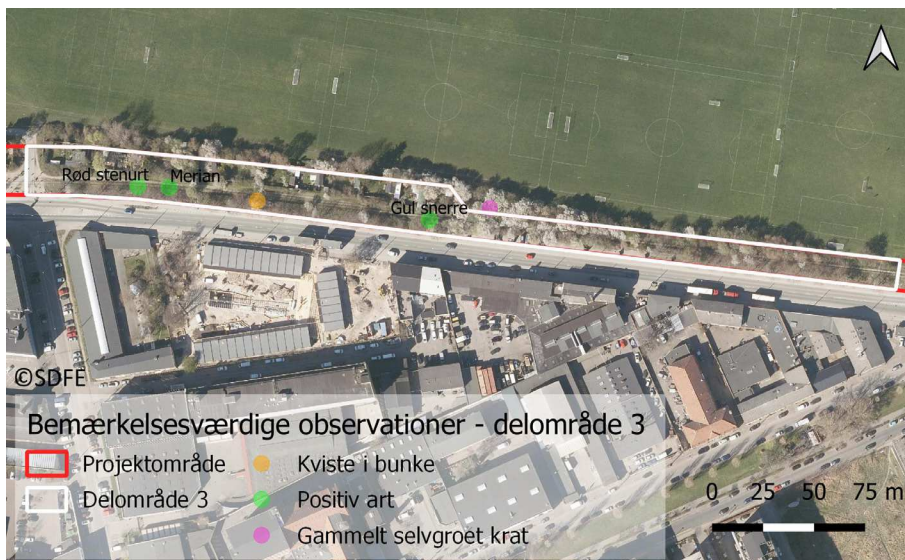 Rød stenurt
Merian
Gul snerre
©SDFE
Bemærkelsesværdige observationer - delområde 3
Projektområde
Kviste i bunke
Delområde 3
Positiv art
Gammelt selvgroet krat
0 25 50 75 m